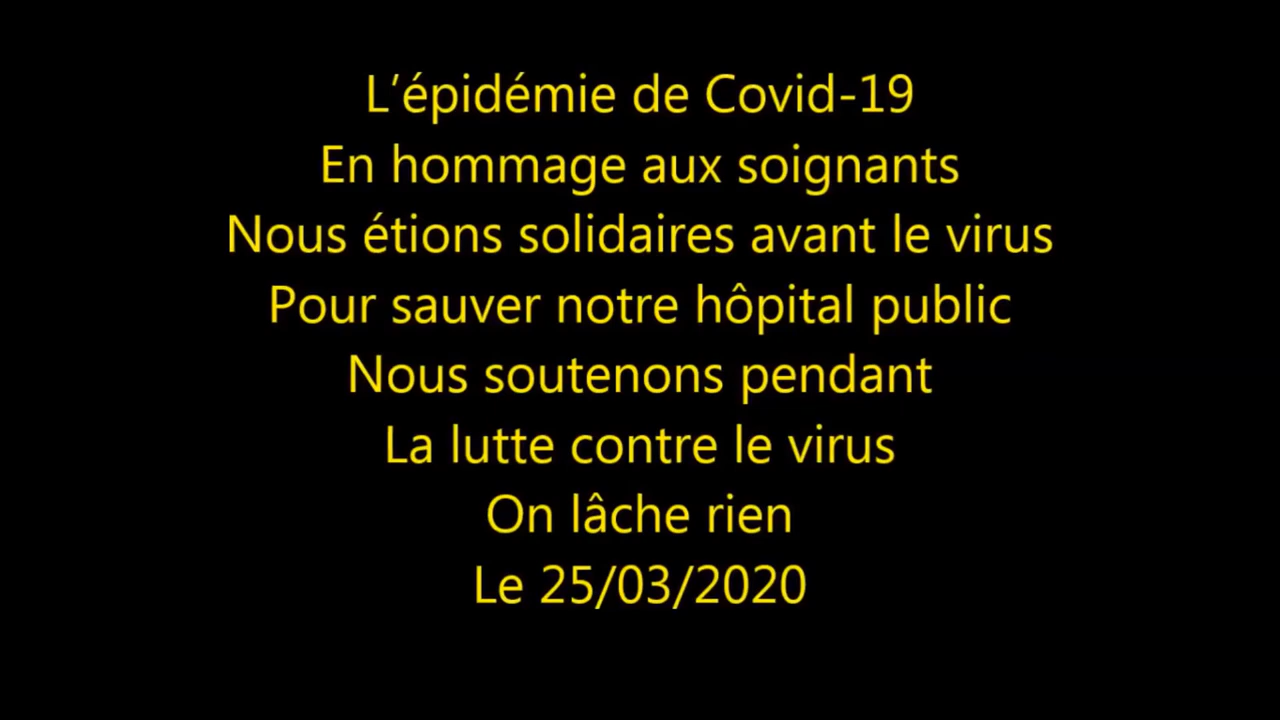 L’épidémie de Covid-19
En hommage aux soignants
Nous étions solidaires avant le virus
Pour sauver notre hôpital public
Nous soutenons pendant
La lutte contre le virus
On lâche rien
Le 25/03/2020